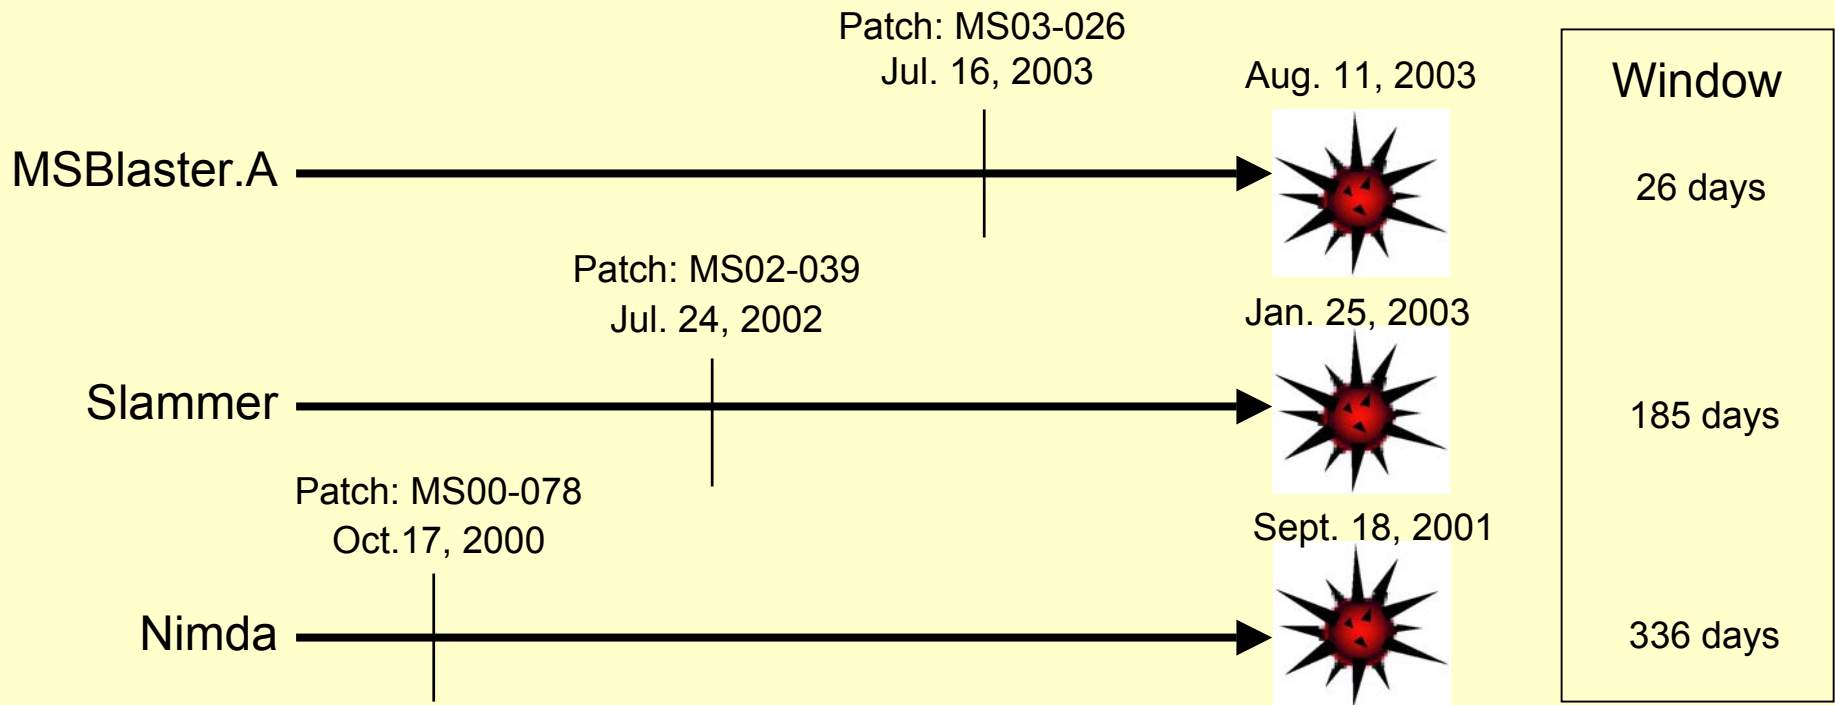 Patch: MS03-026
Jul. 16, 2003
Aug. 11, 2003
Window
MSBlaster.A
26 days
Patch: MS02-039
Jul. 24, 2002
Jan. 25, 2003
Slammer
185 days
Patch: MS00-078
Oct.17, 2000
Sept. 18, 2001
Nimda
336 days